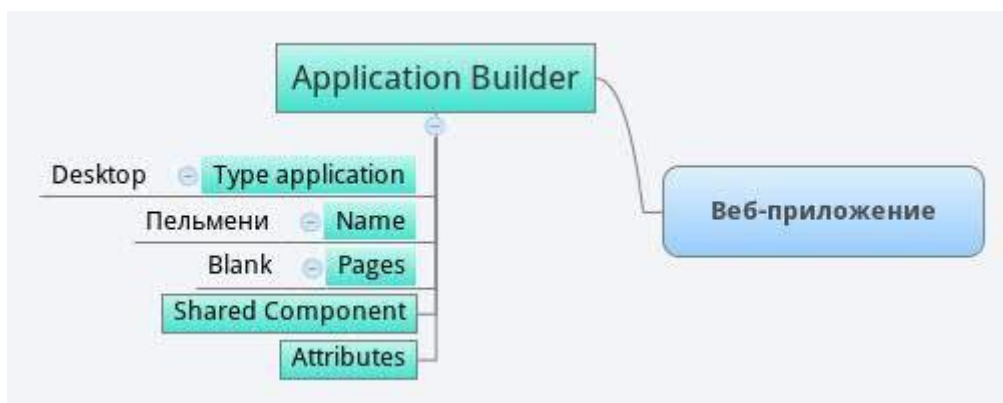 Application Builder
Desktop Type application
Веб-приложение
Пельмени Name
Blank Pages
Shared Component
Attributes